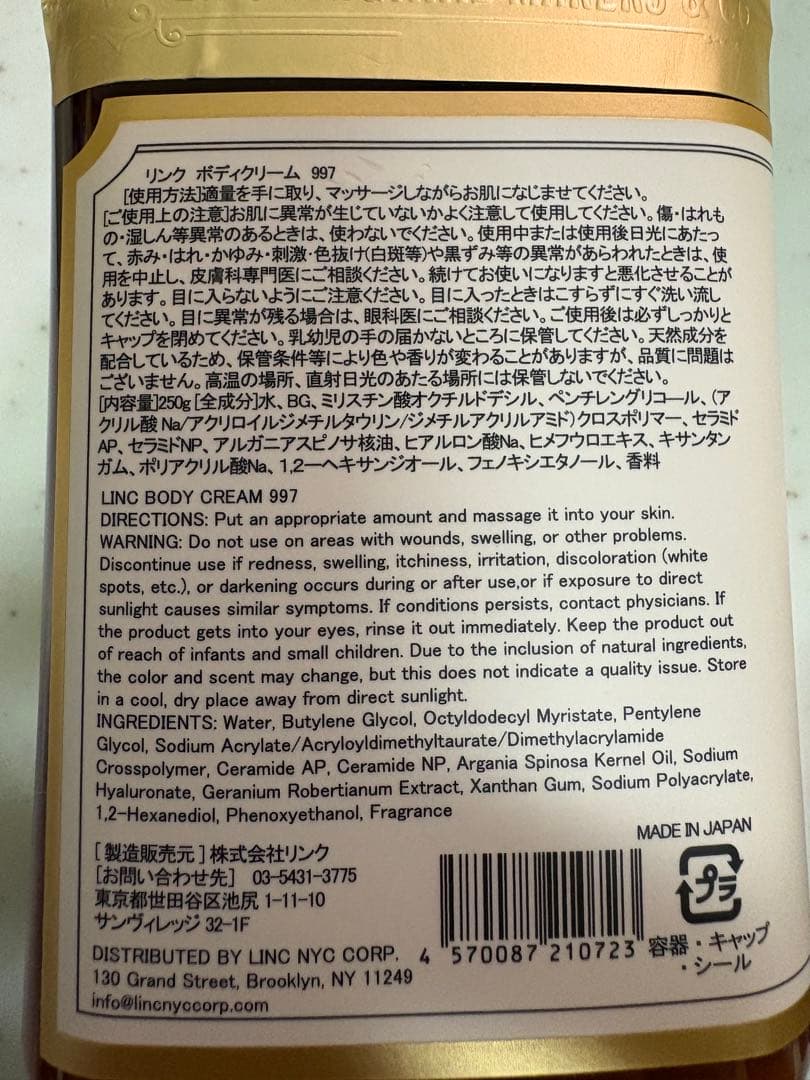 MAKERS & CO
リンク ボディクリーム 997
[使用方法]適量を手に取り、マッサージしながらお肌になじませてください。
[ご使用上の注意]お肌に異常が生じていないかよく注意して使用してください。傷・はれも
の・湿しん等異常のあるときは、使わないでください。使用中または使用後日光にあたっ
て、赤み・はれ・かゆみ・刺激・色抜け(白斑等)や黒ずみ等の異常があらわれたときは、使
用を中止し、皮膚科専門医にご相談ください。続けてお使いになりますと悪化させることが
あります。目に入らないようにご注意ください。目に入ったときはこすらずにすぐ洗い流し
てください。目に異常が残る場合は、眼科医にご相談ください。ご使用後は必ずしっかりと
キャップを閉めてください。乳幼児の手の届かないところに保管してください。天然成分を
配合しているため、保管条件等により色や香りが変わることがありますが、品質に問題は
ございません。高温の場所、直射日光のあたる場所には保管しないでください。
[内容量]250g [全成分]水、BG、ミリスチン酸オクチルドデシル、ペンチレングリコール、(ア
クリル酸Na/アクリロイルジメチルタウリン/ジメチルアクリルアミド)クロスポリマー、セラミド
AP、セラミドNP、アルガニアスピノサ核油、ヒアルロン酸Na、ヒメフウロエキス、キサンタン
ガム、ポリアクリル酸Na、1,2ーヘキサンジオール、フェノキシエタノール、香料
LINC BODY CREAM 997
DIRECTIONS: Put an appropriate amount and massage it into your skin.
WARNING: Do not use on areas with wounds, swelling, or other problems.
Discontinue use if redness, swelling, itchiness, irritation, discoloration (white
spots, etc.), or darkening occurs during or after use,or if exposure to direct
sunlight causes similar symptoms. If conditions persists, contact physicians. If
the product gets into your eyes, rinse it out immediately. Keep the product out
of reach of infants and small children. Due to the inclusion of natural ingredients,
the color and scent may change, but this does not indicate a quality issue. Store
in a cool, dry place away from direct sunlight.
INGREDIENTS: Water, Butylene Glycol, Octyldodecyl Myristate, Pentylene
Glycol, Sodium Acrylate/Acryloyldimethyltaurate/Dimethylacrylamide
Crosspolymer, Ceramide AP, Ceramide NP, Argania Spinosa Kernel Oil, Sodium
Hyaluronate, Geranium Robertianum Extract, Xanthan Gum, Sodium Polyacrylate,
1,2-Hexanediol, Phenoxyethanol, Fragrance
MADE IN JAPAN
[製造販売元]株式会社リンク
[お問い合わせ先] 03-5431-3775
東京都世田谷区池尻 1-11-10
サンヴィレッジ 32-1F
プラ
容器・キャップ
・シール
4 570087 210723
DISTRIBUTED BY LINC NYC CORP.
130 Grand Street, Brooklyn, NY 11249
info@lincnyccorp.com